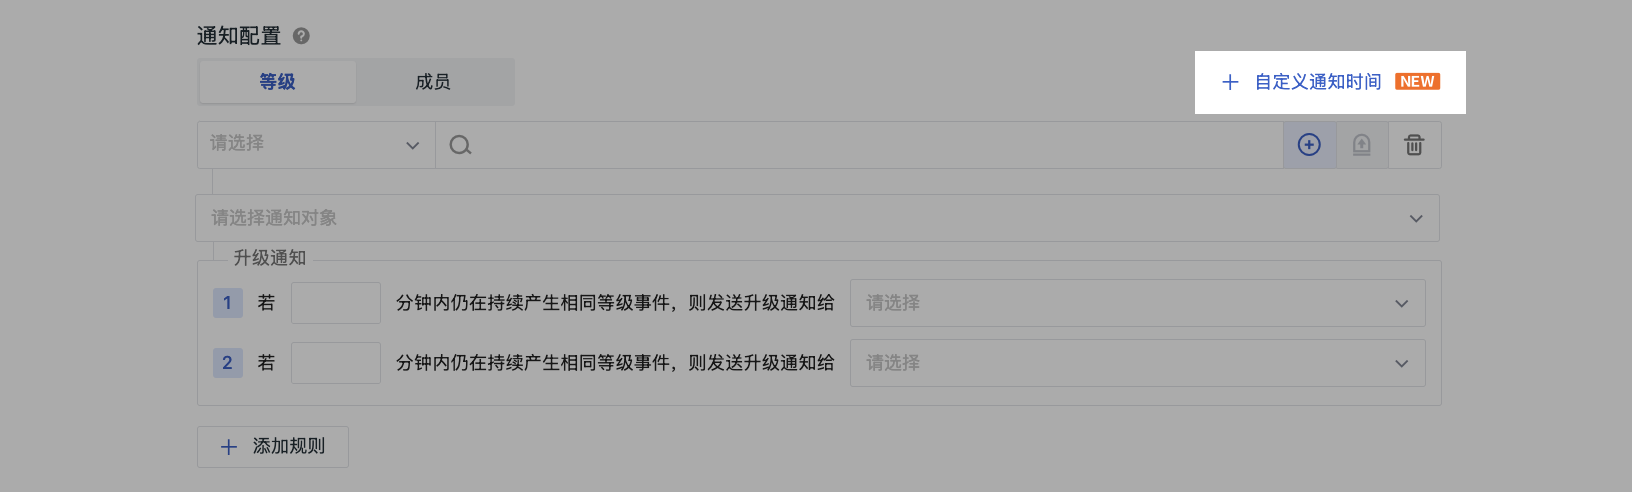 通知配置 ?
等级 成员 + 自定义通知时间 NEW
请选择
请选择通知对象
升级通知
1 若 分钟内仍在持续产生相同等级事件，则发送升级通知给 请选择
2 若 分钟内仍在持续产生相同等级事件，则发送升级通知给 请选择
+ 添加规则